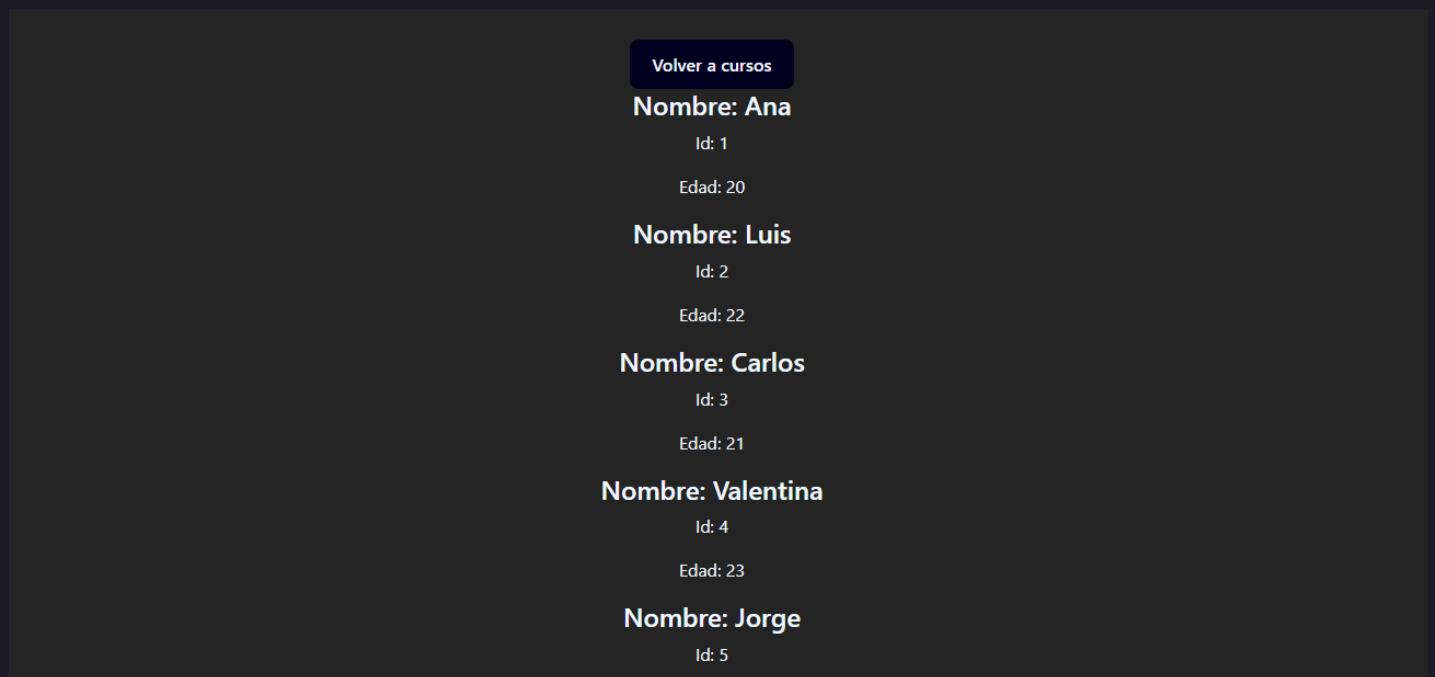 Volver a cursos
Nombre: Ana
Id: 1
Edad: 20
Nombre: Luis
Id: 2
Edad: 22
Nombre: Carlos
Id: 3
Edad: 21
Nombre: Valentina
Id: 4
Edad: 23
Nombre: Jorge
Id: 5